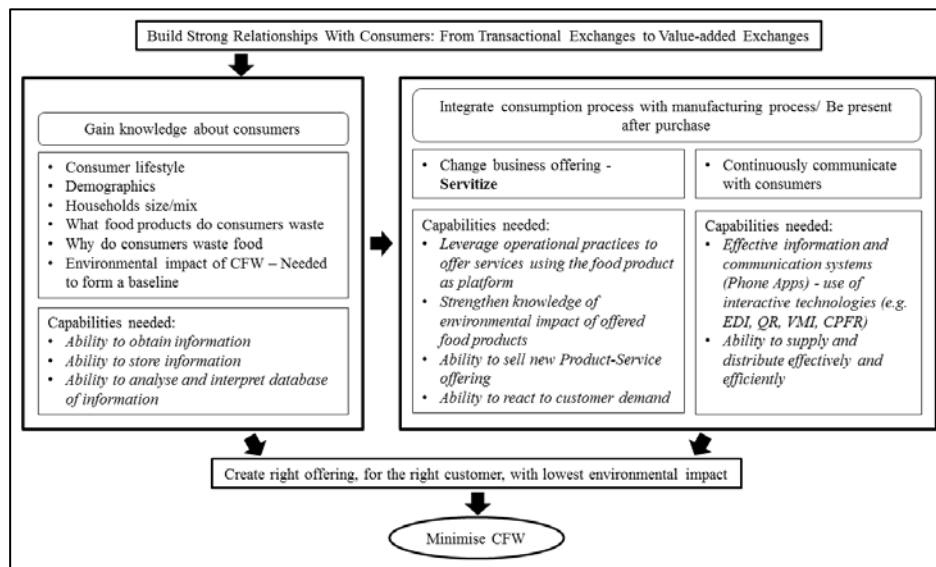 Build Strong Relationships With Consumers: From Transactional Exchanges to Value-added Exchanges
Gain knowledge about consumers
• Consumer lifestyle
• Demographics
• Households size/mix
• What food products do consumers waste
• Why do consumers waste food
• Environmental impact of CFW – Needed
to form a baseline
Capabilities needed:
• Ability to obtain information
• Ability to store information
• Ability to analyse and interpret database
of information
Integrate consumption process with manufacturing process/ Be present
after purchase
• Change business offering -
Servitize
Capabilities needed:
• Leverage operational practices to
offer services using the food product
as platform
• Strengthen knowledge of
environmental impact of offered
food products
• Ability to sell new Product-Service
offering
• Ability to react to customer demand
• Continuously communicate
with consumers
Capabilities needed:
• Effective information and
communication systems
(Phone Apps) - use of
interactive technologies (e.g.
EDI, QR, VMI, CPFR)
• Ability to supply and
distribute effectively and
efficiently
Create right offering, for the right customer, with lowest environmental impact
Minimise CFW